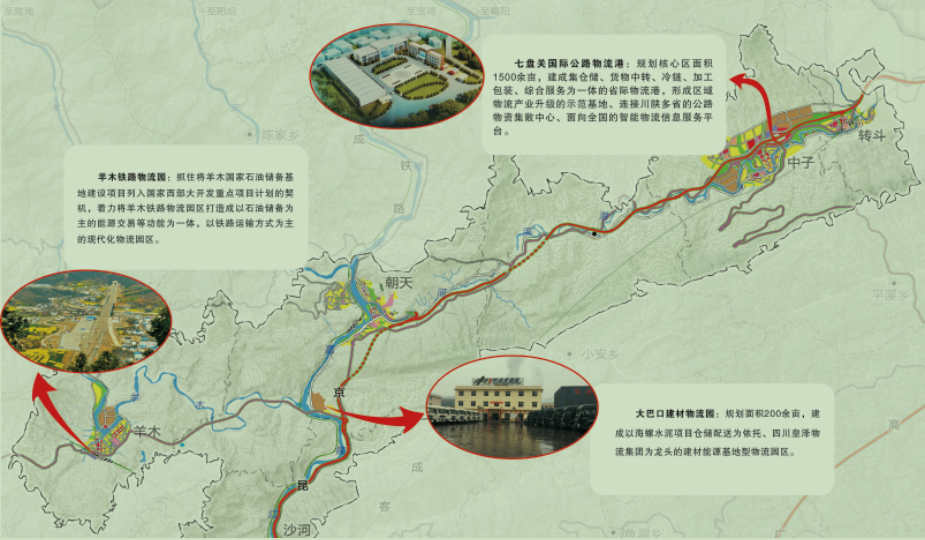 至陇南
至阳坝
至宝鸡
至略阳
七盘关国际公路物流港：规划核心区面积
1500余亩，建成集仓储、货物中转、冷链、加工
包装、综合服务为一体的省际物流港，形成区域
物流产业升级的示范基地、连接川陕多省的公路
物资集散中心、面向全国的智能物流信息服务平
台。
陈家乡
成
铁
路
转斗
中子
羊木铁路物流园：抓住将羊木国家石油储备基
地建设项目列入国家西部大开发重点项目计划的契
机，着力将羊木铁路物流园区打造成以石油储备为
主的能源交易等功能为一体，以铁路运输方式为主
的现代化物流园区。
朝天
平溪乡
小安乡
京
羊木
大巴口建材物流园：规划面积200余亩，建
成以海螺水泥项目仓储配送为依托、四川皇泽物
流集团为龙头的建材能源基地型物流园区。
高
成
昆
客
沙河